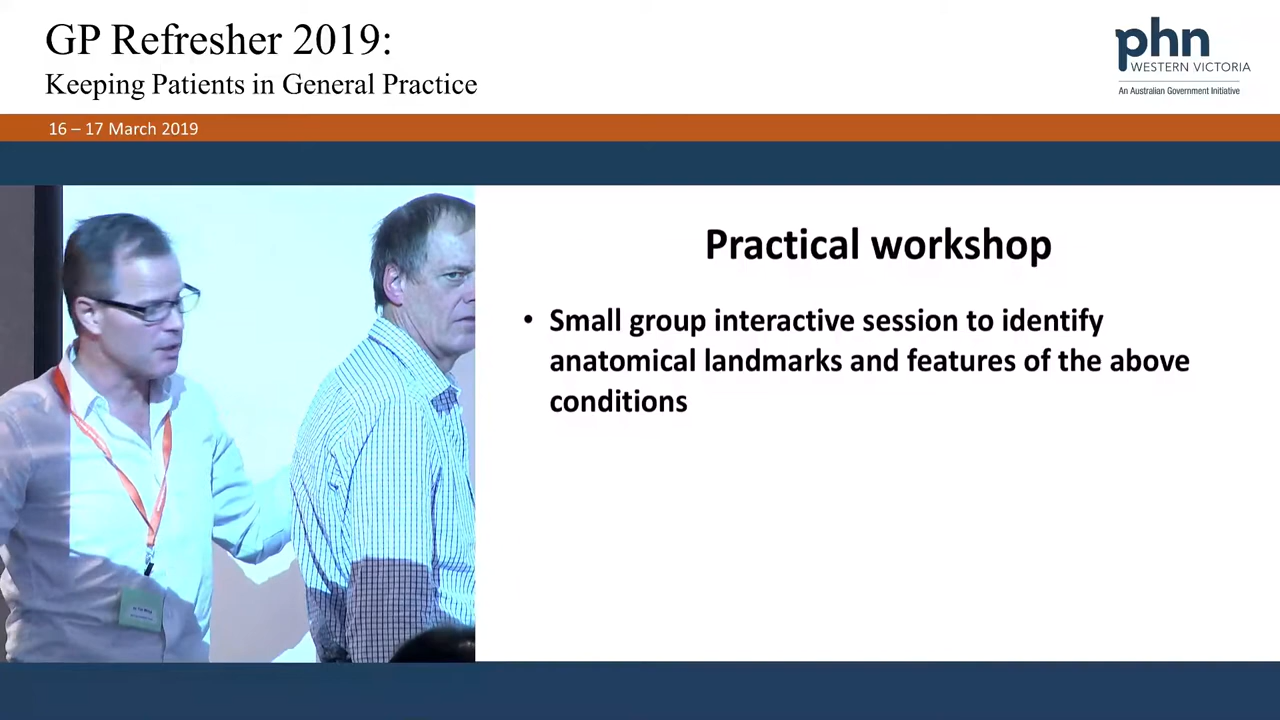 GP Refresher 2019:
Keeping Patients in General Practice
phn
WESTERN VICTORIA
An Australian Government Initiative
16 – 17 March 2019
Practical workshop
• Small group interactive session to identify
anatomical landmarks and features of the above
conditions